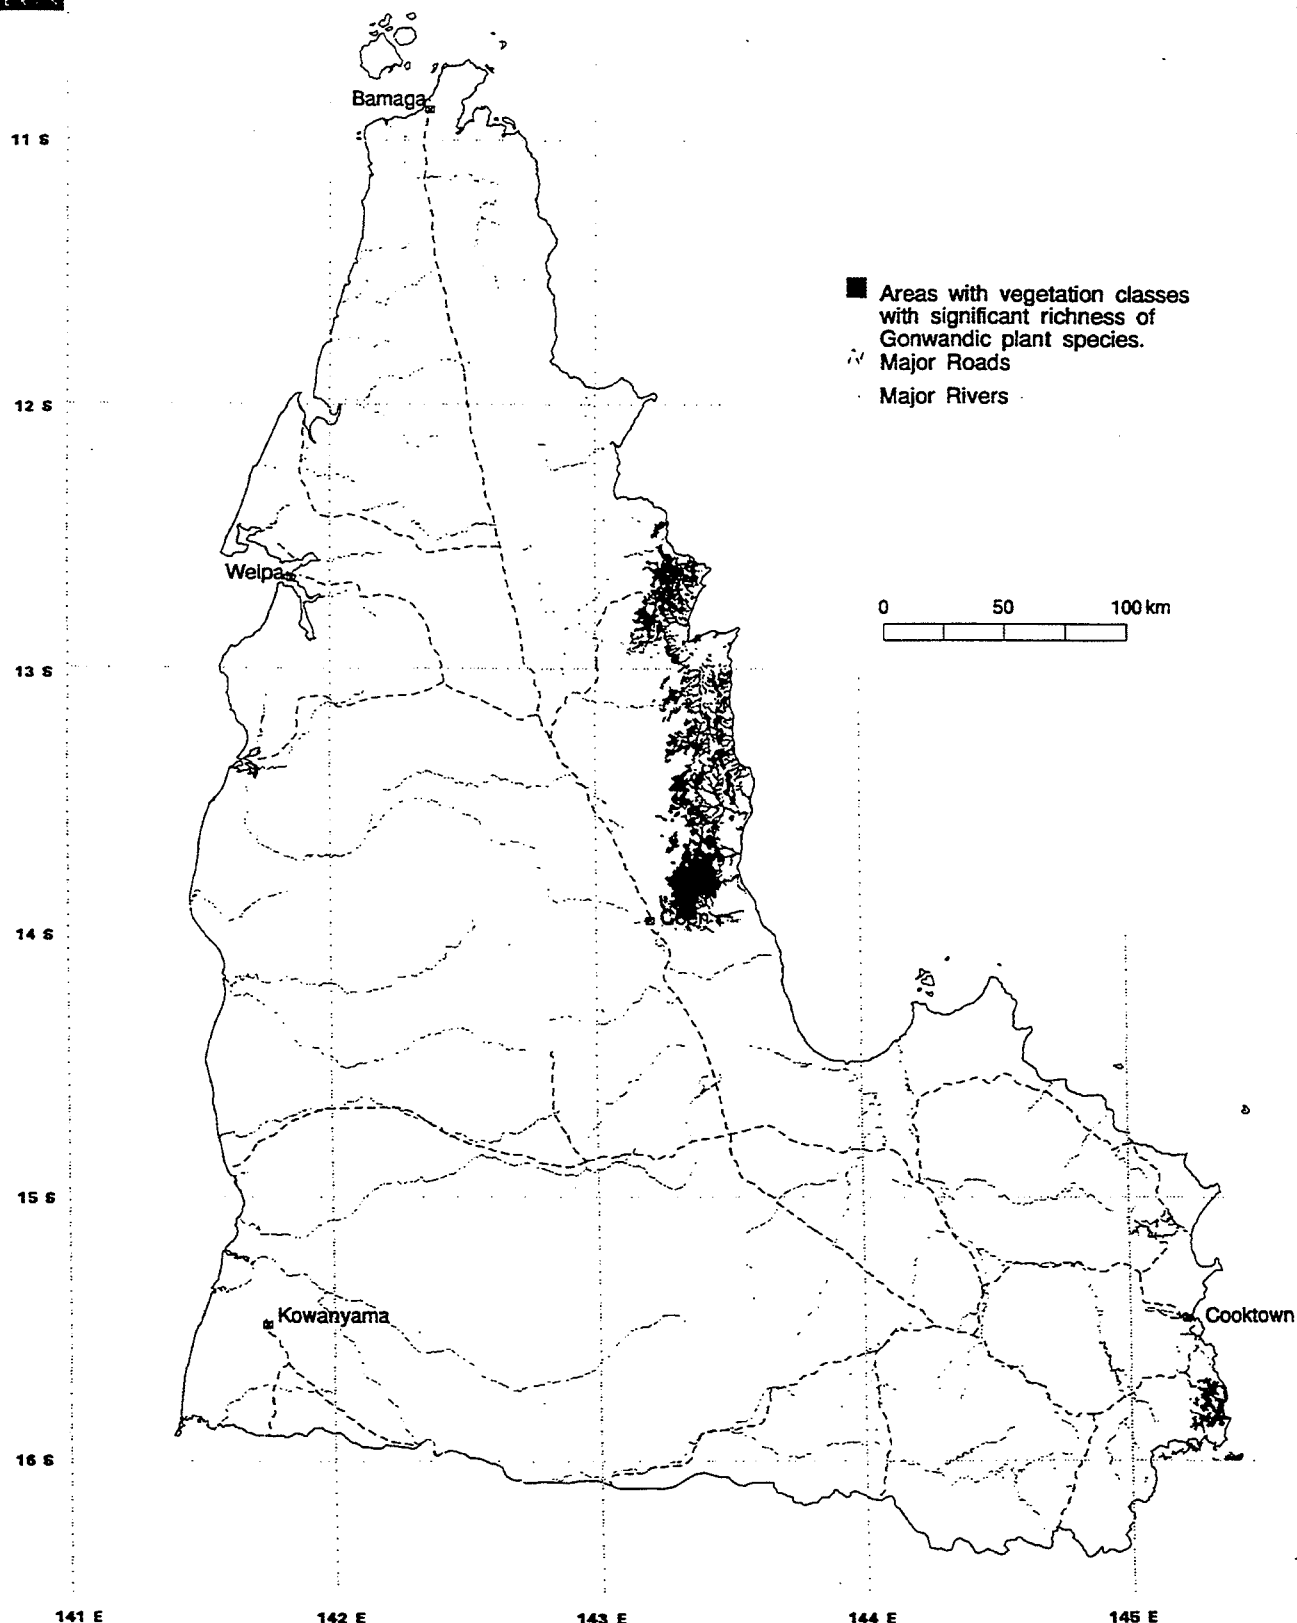 Bamaga
11 S
Areas with vegetation classes
with significant richness of
Gonwandic plant species.
Major Roads
Major Rivers
12 S
Weipa
0 50 100 km
13 S
Coen
14 S
15 S
Kowanyama
Cooktown
16 S
141 E 142 E 143 E 144 E 145 E